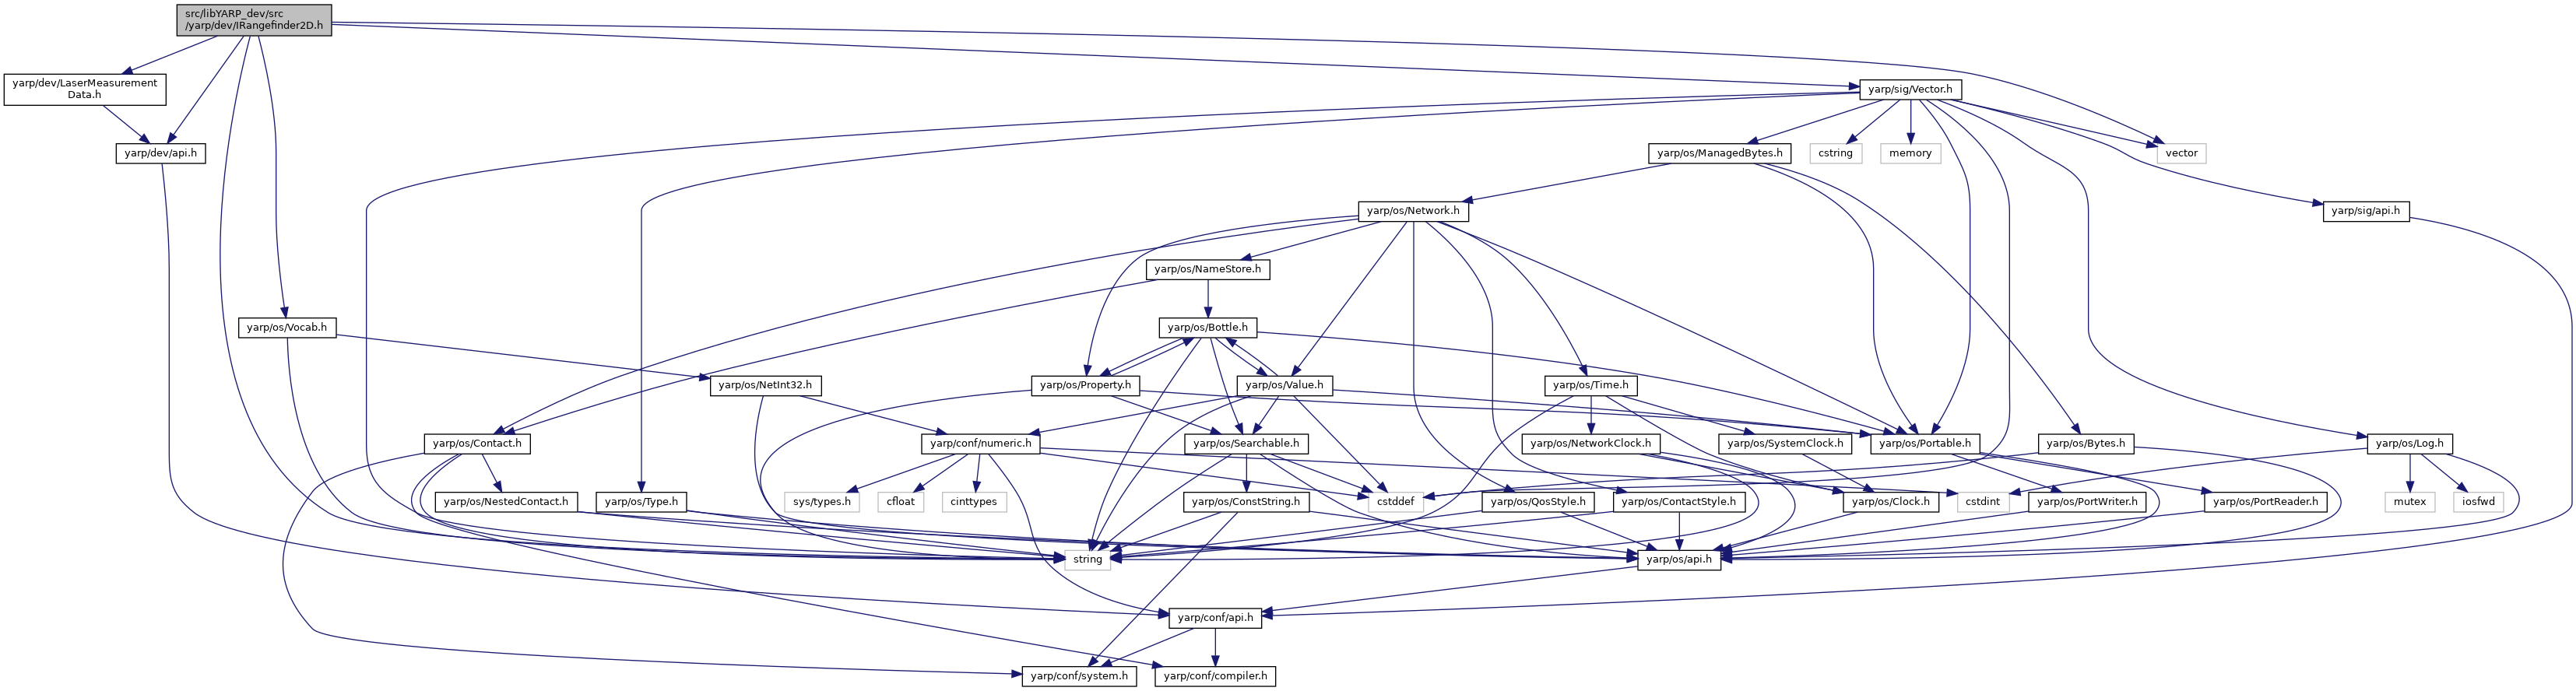 src/libYARP_dev/src
/yarp/dev/IRangefinder2D.h
yarp/dev/LaserMeasurement
Data.h
yarp/sig/Vector.h
yarp/dev/api.h
yarp/os/ManagedBytes.h
cstring
memory
vector
yarp/os/Network.h
yarp/sig/api.h
yarp/os/NameStore.h
yarp/os/Vocab.h
yarp/os/Bottle.h
yarp/os/NetInt32.h
yarp/os/Property.h
yarp/os/Value.h
yarp/os/Time.h
yarp/os/Contact.h
yarp/conf/numeric.h
yarp/os/Searchable.h
yarp/os/NetworkClock.h
yarp/os/SystemClock.h
yarp/os/Portable.h
yarp/os/Bytes.h
yarp/os/Log.h
yarp/os/NestedContact.h
yarp/os/Type.h
sys/types.h
cfloat
cinttypes
yarp/os/ConstString.h
cstddef
yarp/os/QosStyle.h
yarp/os/ContactStyle.h
yarp/os/Clock.h
cstdint
yarp/os/PortWriter.h
yarp/os/PortReader.h
mutex
iosfwd
string
yarp/os/api.h
yarp/conf/api.h
yarp/conf/system.h
yarp/conf/compiler.h